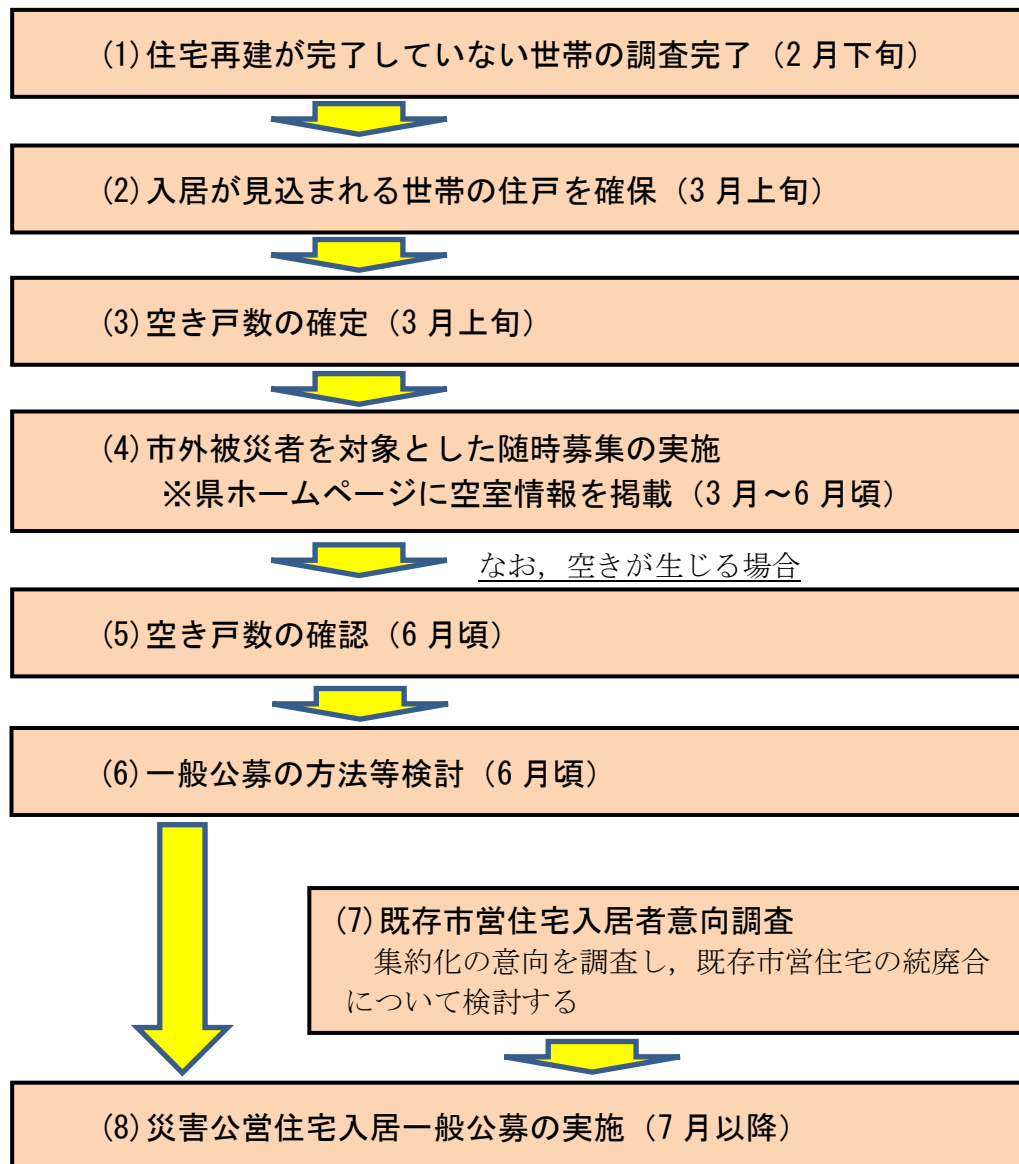 (1)住宅再建が完了していない世帯の調査完了（2月下旬）
(2)入居が見込まれる世帯の住戸を確保（3月上旬）
(3)空き戸数の確定（3月上旬）
(4)市外被災者を対象とした随時募集の実施
※県ホームページに空室情報を掲載（3月～6月頃）
なお，空きが生じる場合
(5)空き戸数の確認（6月頃）
(6)一般公募の方法等検討（6月頃）
(7)既存市営住宅入居者意向調査
集約化の意向を調査し，既存市営住宅の統廃合
について検討する
(8)災害公営住宅入居一般公募の実施（7月以降）